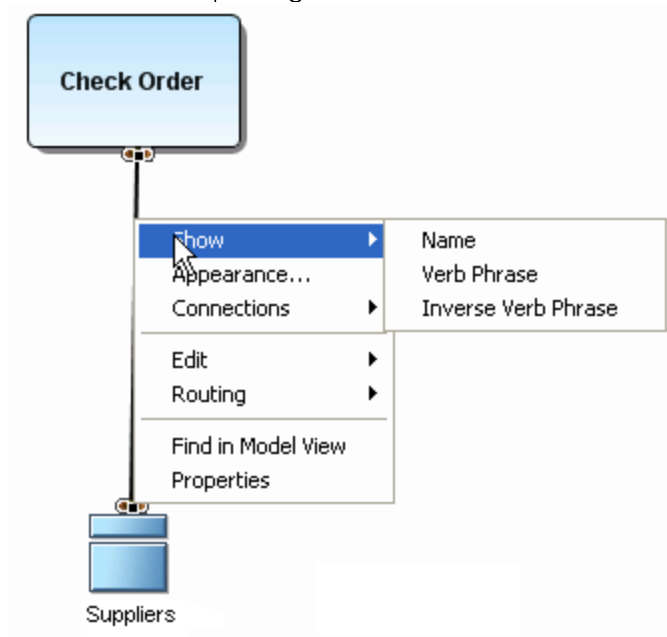 Check Order
Show
Name
Appearance...
Verb Phrase
Connections
Inverse Verb Phrase
Edit
Routing
Find in Model View
Properties
Suppliers